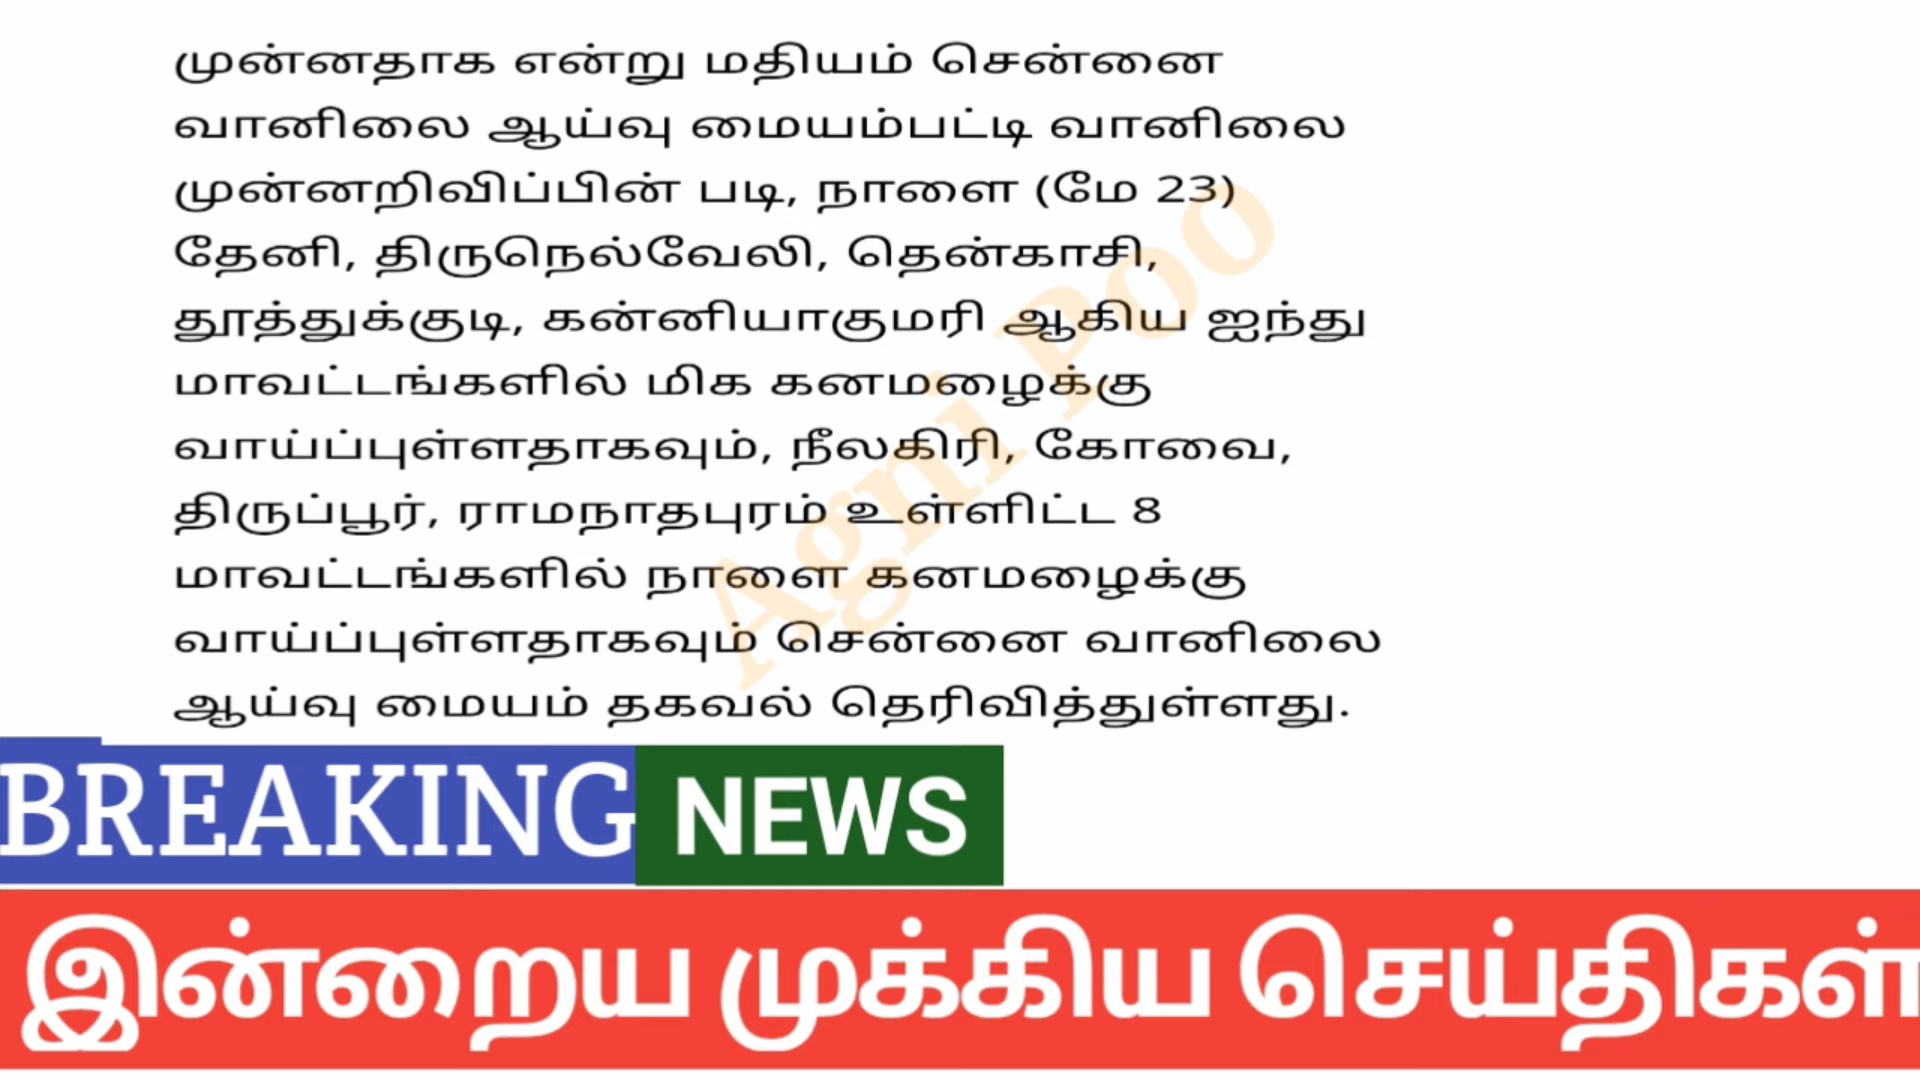 முன்னதாக என்று மதியம் சென்னை
வானிலை ஆய்வு மையம்பட்டி வானிலை
முன்னறிவிப்பின் படி, நாளை (மே 23)
தேனி, திருநெல்வேலி, தென்காசி,
தூத்துக்குடி, கன்னியாகுமரி ஆகிய ஐந்து
மாவட்டங்களில் மிக கனமழைக்கு
வாய்ப்புள்ளதாகவும், நீலகிரி, கோவை,
திருப்பூர், ராமநாதபுரம் உள்ளிட்ட 8
மாவட்டங்களில் நாளை கனமழைக்கு
வாய்ப்புள்ளதாகவும் சென்னை வானிலை
ஆய்வு மையம் தகவல் தெரிவித்துள்ளது.
Agni Poo
BREAKING NEWS
இன்றைய முக்கிய செய்திகள்